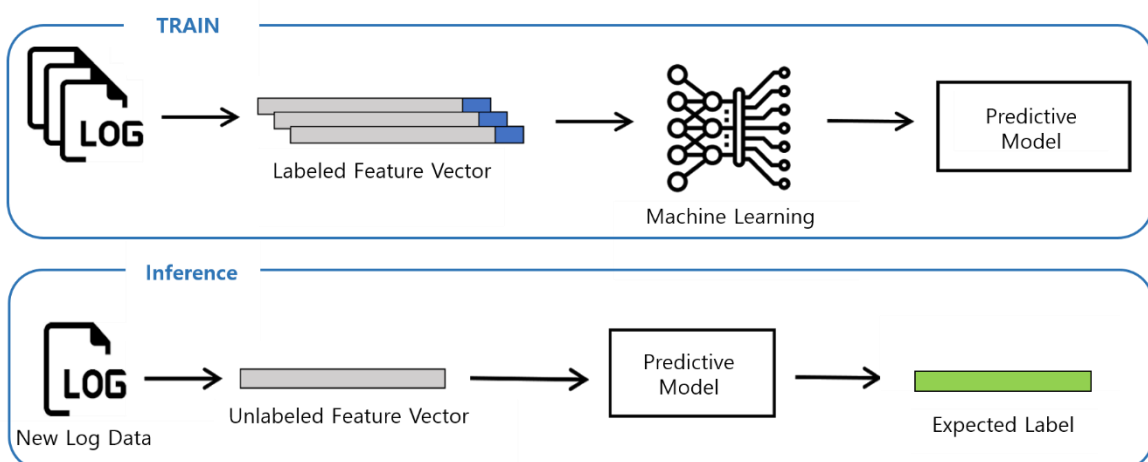 TRAIN
LOG
Labeled Feature Vector
Machine Learning
Predictive
Model
Inference
LOG
New Log Data
Unlabeled Feature Vector
Predictive
Model
Expected Label